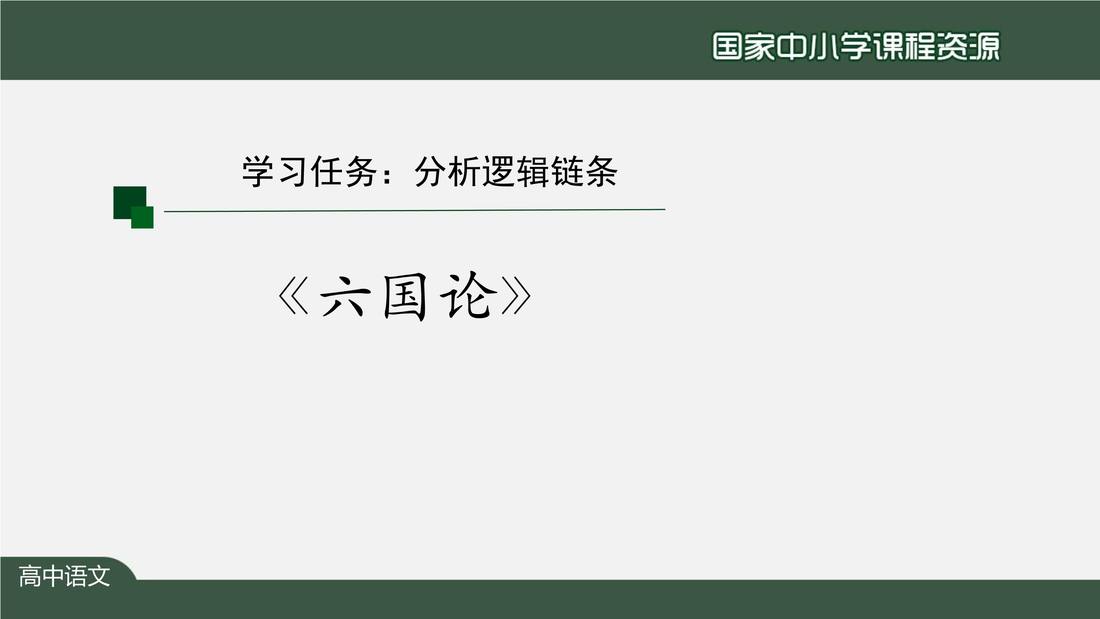 国家中小学课程资源
学习任务：分析逻辑链条
《六国论》
高中语文